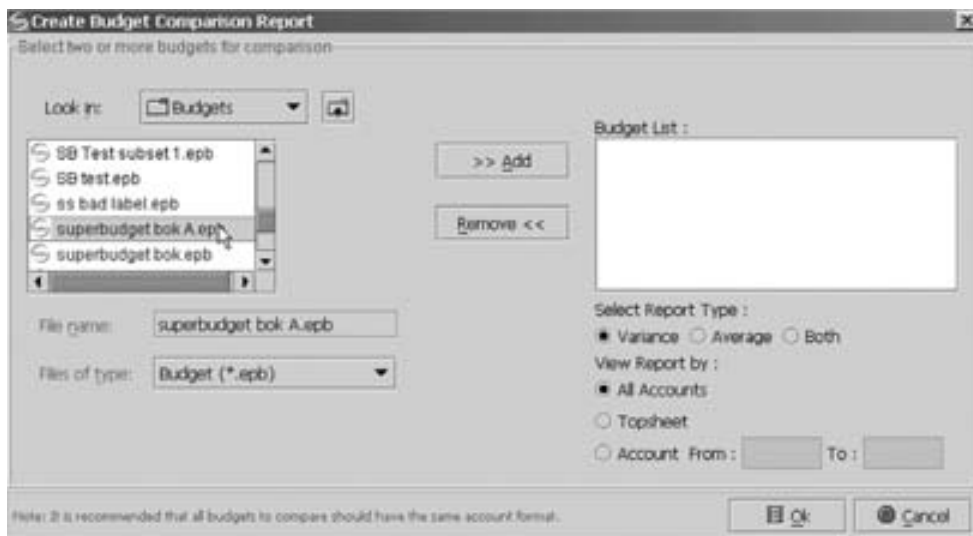 Create Budget Comparison Report
Select two or more budgets for comparison
Look in:
Budgets
SB Test subset 1.epb
SB test.epb
ss bad label.epb
superbudget bok A.epb
superbudget bok.epb
File name:
superbudget bok A.epb
Files of type:
Budget (*.epb)
>> Add
Remove <<
Budget List :
Select Report Type :
Variance Average Both
View Report by :
All Accounts
Topsheet
Account From : To :
Note: It is recommended that all budgets to compare should have the same account format.
Ok
Cancel